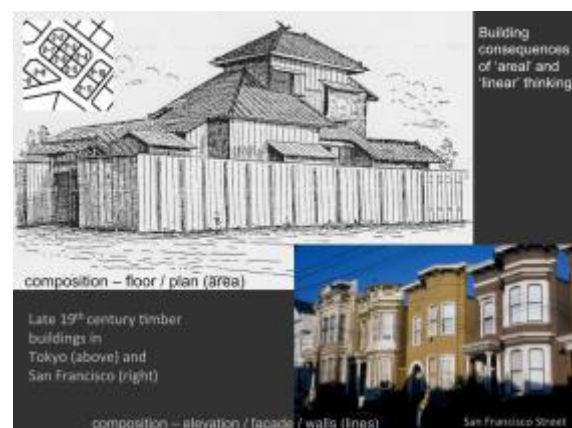 Building
consequences
of 'areal' and
'linear' thinking
composition – floor / plan (area)
Late 19th century timber
buildings in
Tokyo (above) and
San Francisco (right)
composition – elevation / façade / walls (lines)
San Francisco Street